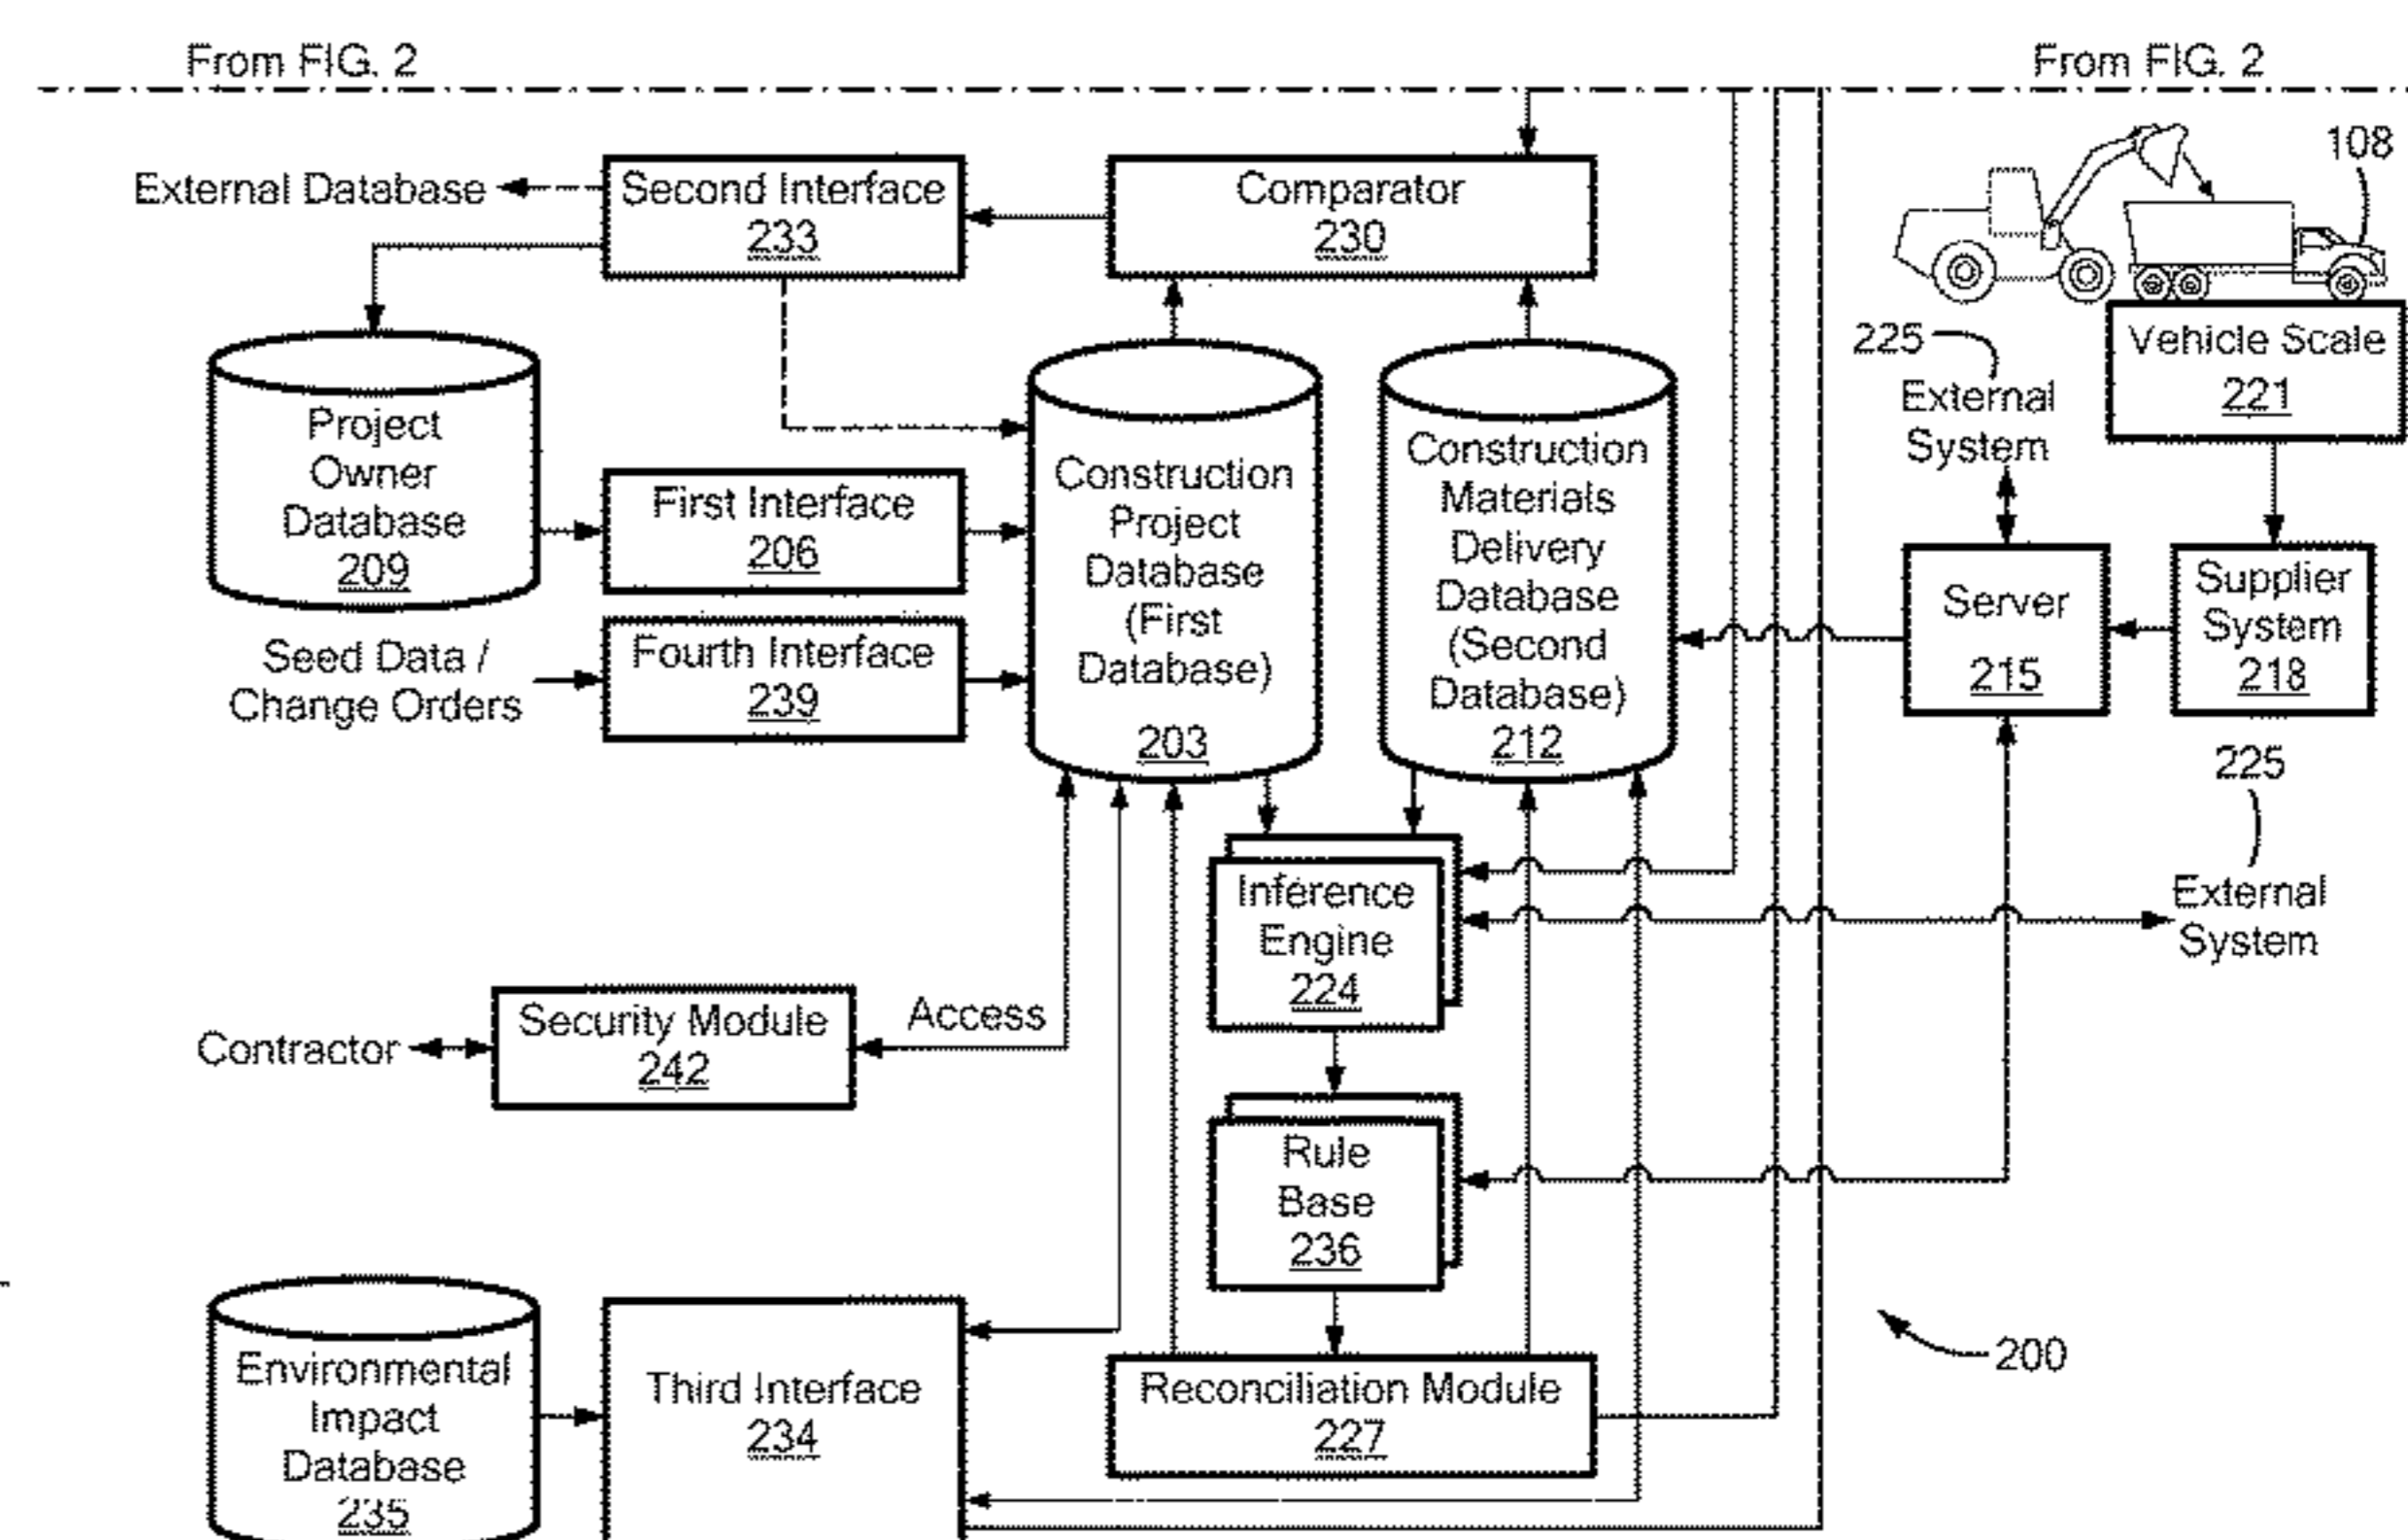 From FIG. 2
From FIG. 2
External Database
Second Interface
233
Comparator
230
108
Vehicle Scale
221
225
External
System
Project
Owner
Database
209
First Interface
206
Construction
Project
Database
(First
Database)
203
Construction
Materials
Delivery
Database
(Second
Database)
212
Server
215
Supplier
System
218
Seed Data /
Change Orders
Fourth Interface
239
225
External
System
Inference
Engine
224
Contractor
Security Module
242
Access
Rule
Base
236
200
Environmental
Impact
Database
235
Third Interface
234
Reconciliation Module
227